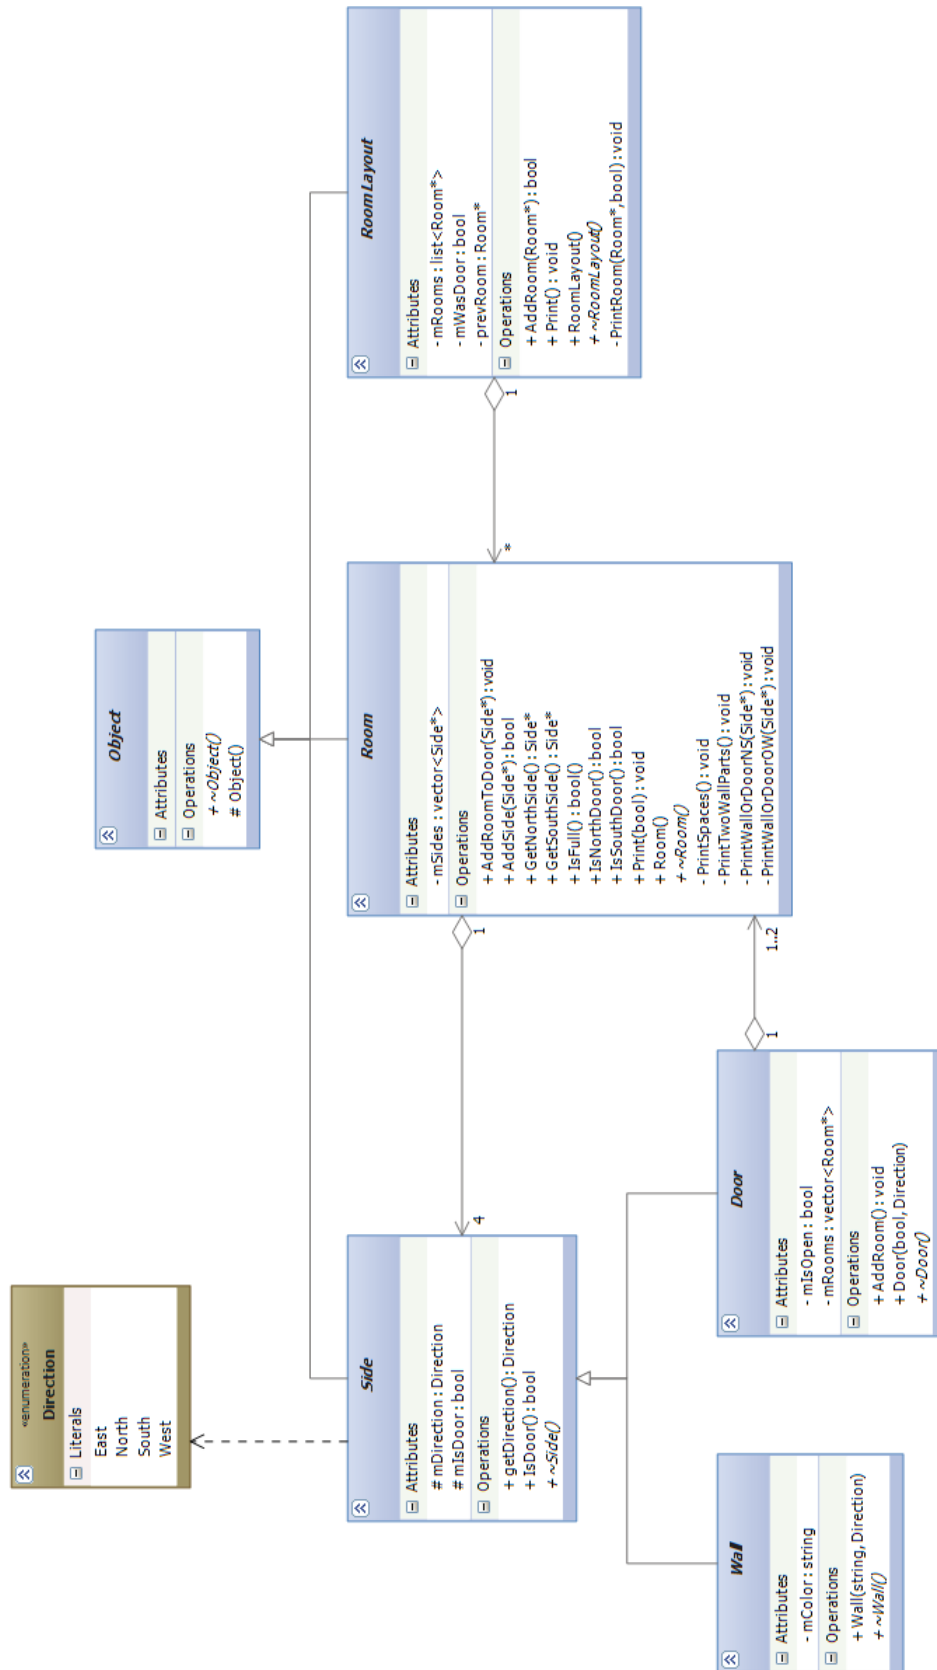 «enumeration»
Direction
Literals
East
North
South
West
Object
Attributes
Operations
+ ~Object()
# Object()
Side
Attributes
# mDirection : Direction
# mIsDoor : bool
Operations
+ getDirection() : Direction
+ IsDoor() : bool
+ ~Side()
4
1
Room
Attributes
- mSides : vector<Side*>
Operations
+ AddRoomToDoor(Side*) : void
+ AddSide(Side*) : bool
+ GetNorthSide() : Side*
+ GetSouthSide() : Side*
+ IsFull() : bool()
+ IsNorthDoor() : bool
+ IsSouthDoor() : bool
+ Print(bool) : void
+ Room()
+ ~Room()
- PrintSpaces() : void
- PrintTwoWallParts() : void
- PrintWallOrDoorNS(Side*) : void
- PrintWallOrDoorOW(Side*) : void
*
1
RoomLayout
Attributes
- mRooms : list<Room*>
- mWasDoor : bool
- prevRoom : Room*
Operations
+ AddRoom(Room*) : bool
+ Print() : void
+ RoomLayout()
+ ~RoomLayout()
- PrintRoom(Room*,bool) : void
Wall
Attributes
- mColor : string
Operations
+ Wall(string, Direction)
+ ~Wall()
Door
Attributes
- mIsOpen : bool
- mRooms : vector<Room*>
Operations
+ AddRoom() : void
+ Door(bool, Direction)
+ ~Door()
1
1..2